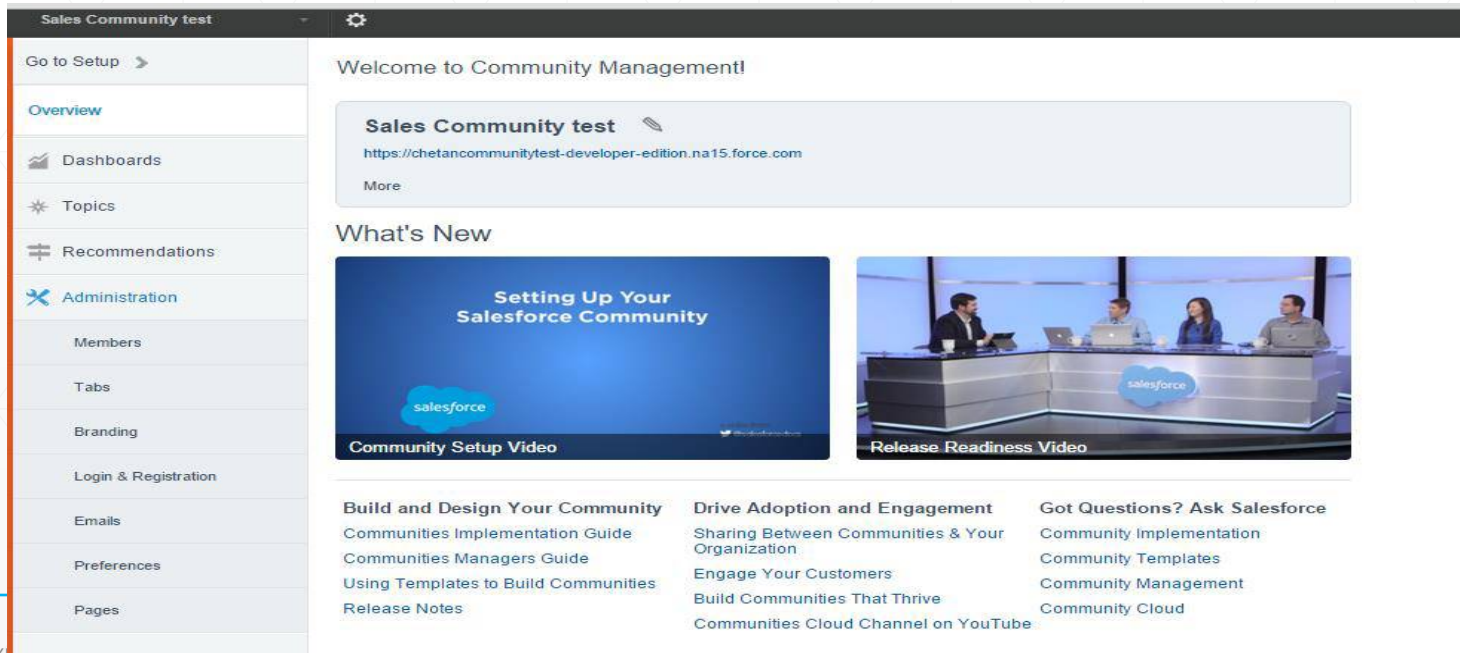 Sales Community test
Go to Setup
Overview
Dashboards
Topics
Recommendations
Administration
Members
Tabs
Branding
Login & Registration
Emails
Preferences
Pages
Welcome to Community Management!
Sales Community test
https://chetancommunitytest-developer-edition.na15.force.com
More
What's New
Setting Up Your
Salesforce Community
salesforce
Community Setup Video
salesforce
Release Readiness Video
Build and Design Your Community
Communities Implementation Guide
Communities Managers Guide
Using Templates to Build Communities
Release Notes
Drive Adoption and Engagement
Sharing Between Communities & Your
Organization
Engage Your Customers
Build Communities That Thrive
Communities Cloud Channel on YouTube
Got Questions? Ask Salesforce
Community Implementation
Community Templates
Community Management
Community Cloud